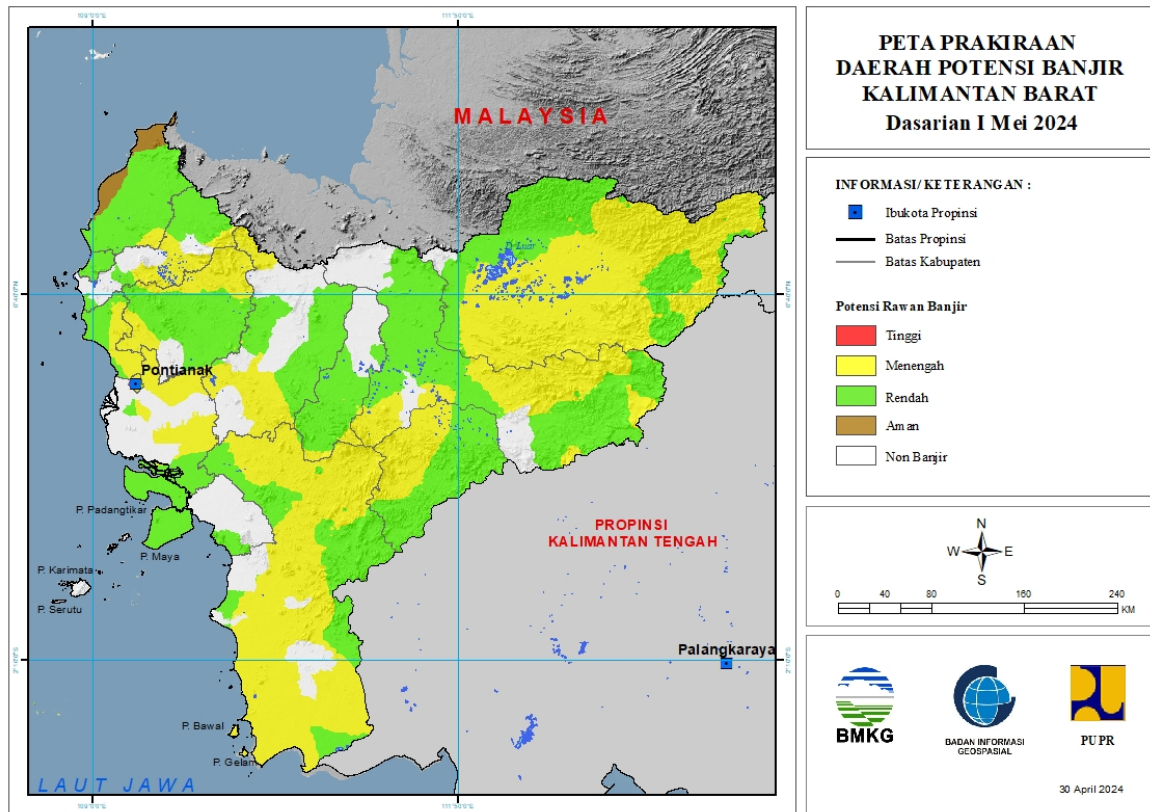 PETA PRAKIRAAN
DAERAH POTENSI BANJIR
KALIMANTAN BARAT
Dasarian I Mei 2024
INFORMASI/ KETERANGAN :
Ibukota Propinsi
Batas Propinsi
Batas Kabupaten
Potensi Rawan Banjir
Tinggi
Menengah
Rendah
Aman
Non Banjir
N
W E
S
0 40 80 160 240
KM
BMKG
BADAN INFORMASI
GEOSPASIAL
PUPR
30 April 2024
MALAYSIA
Pontianak
P. Padangtikar
P. Maya
P. Karimata
P. Serutu
PROPINSI
KALIMANTAN TENGAH
Palangkaraya
P. Bawal
P. Gelam
LAUT JAWA